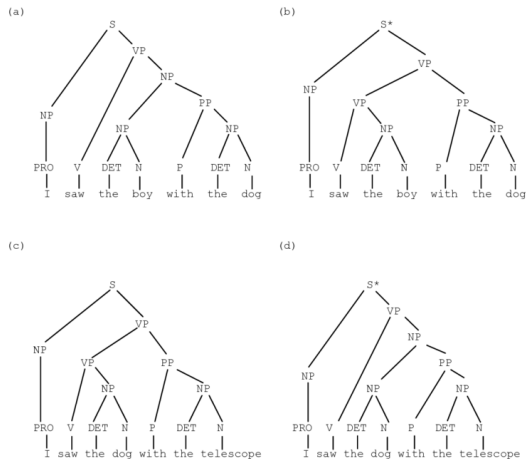 (a)
(b)
S
S*
VP
VP
NP
NP
NP
VP
PP
PP
NP
NP
NP
NP
PRO V DET N P DET N
PRO V DET N P DET N
I saw the boy with the dog
I saw the boy with the dog
(c)
(d)
S
S*
VP
VP
NP
NP
VP
PP
PP
NP
NP
NP
NP
NP
PRO V DET N P DET N
PRO V DET N P DET N
I saw the dog with the telescope
I saw the dog with the telescope